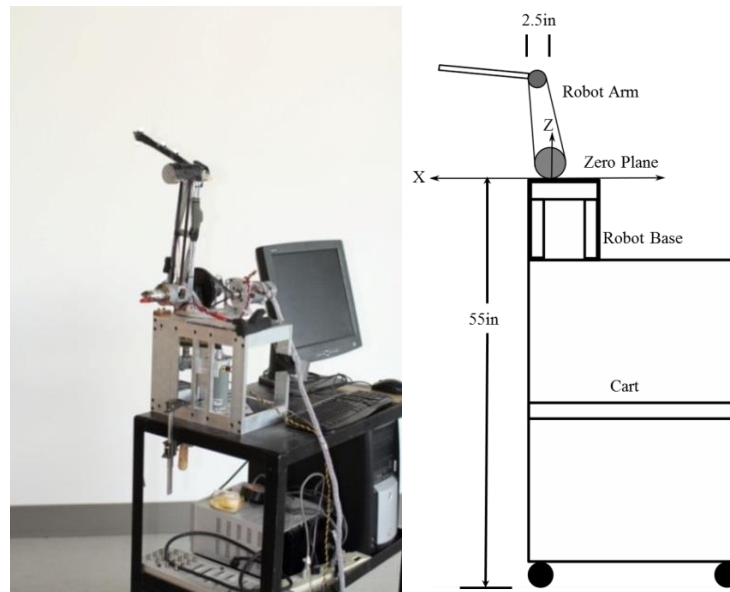 2.5in
Robot Arm
Z
Zero Plane
X
Robot Base
55in
Cart